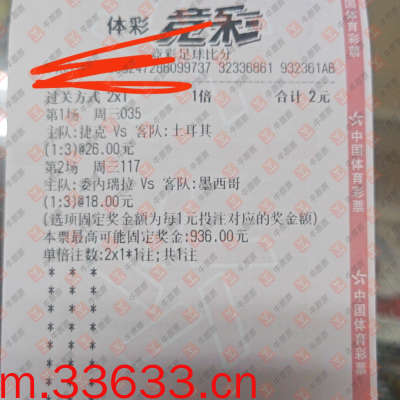 体彩 竞彩
竞彩足球比分
32336861 932361AB
过关方式 2x1 1倍 合计 2元
第1场 周三035
主队:捷克 Vs 客队:土耳其
(1:3)@26.00元
第2场 周三117
主队:委内瑞拉 Vs 客队:墨西哥
(1:3)@18.00元
(选项固定奖金额为每1元投注对应的奖金额)
本票最高可能固定奖金:936.00元
单倍注数:2x1*1注;共1注
* * *
* * *
* * *
* * *
* * *
* * *
* * *
m.33633.cn
中国体育彩票
中国体育彩票